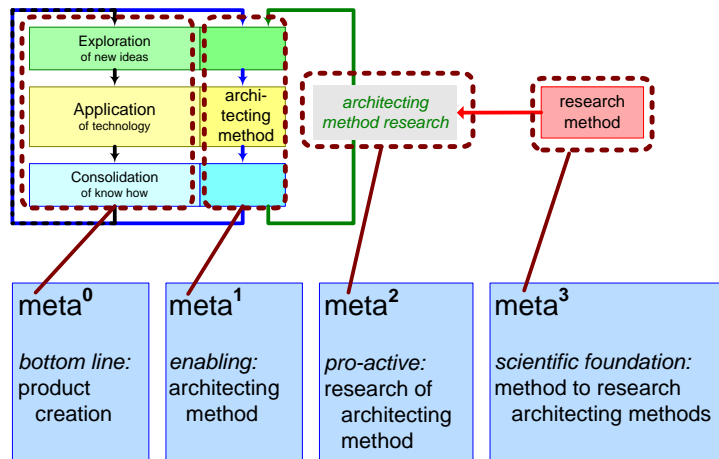 Exploration
of new ideas
Application
of technology
Consolidation
of know how
archi-
tecting
method
architecting
method research
research
method
meta0
bottom line:
product
creation
meta1
enabling:
architecting
method
meta2
pro-active:
research of
architecting
method
meta3
scientific foundation:
method to research
architecting methods